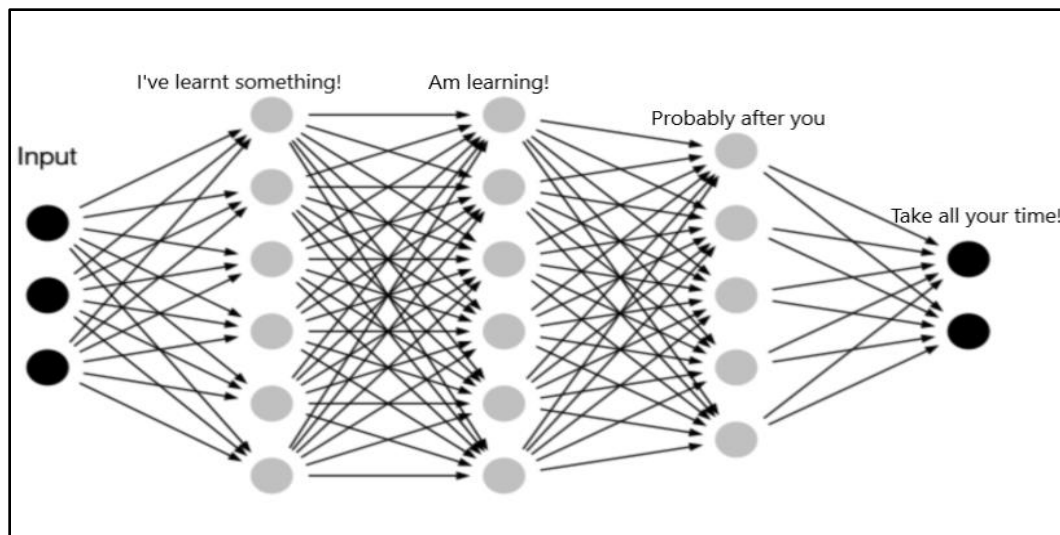 I've learnt something!
Am learning!
Probably after you
Input
Take all your time!